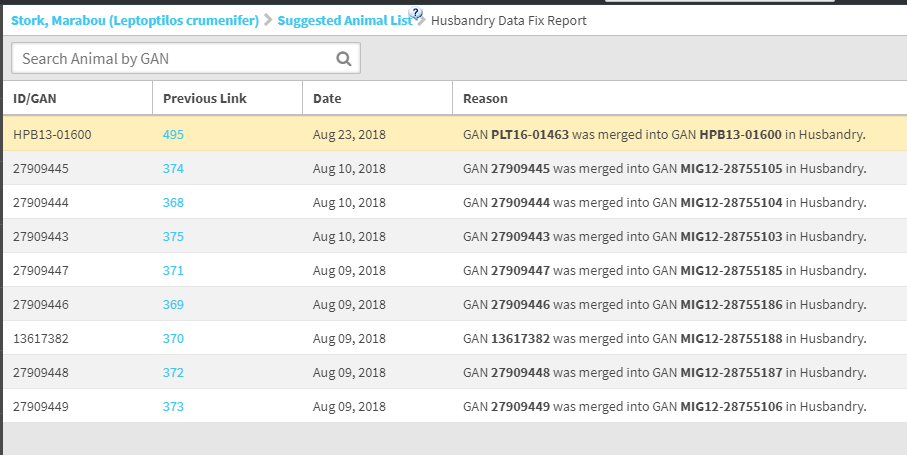 Stork, Marabou (Leptoptilos crumenifer) > Suggested Animal List > Husbandry Data Fix Report
?
Search Animal by GAN
ID/GAN Previous Link Date Reason
HPB13-01600 495 Aug 23, 2018 GAN PLT16-01463 was merged into GAN HPB13-01600 in Husbandry.
27909445 374 Aug 10, 2018 GAN 27909445 was merged into GAN MIG12-28755105 in Husbandry.
27909444 368 Aug 10, 2018 GAN 27909444 was merged into GAN MIG12-28755104 in Husbandry.
27909443 375 Aug 10, 2018 GAN 27909443 was merged into GAN MIG12-28755103 in Husbandry.
27909447 371 Aug 09, 2018 GAN 27909447 was merged into GAN MIG12-28755185 in Husbandry.
27909446 369 Aug 09, 2018 GAN 27909446 was merged into GAN MIG12-28755186 in Husbandry.
13617382 370 Aug 09, 2018 GAN 13617382 was merged into GAN MIG12-28755188 in Husbandry.
27909448 372 Aug 09, 2018 GAN 27909448 was merged into GAN MIG12-28755187 in Husbandry.
27909449 373 Aug 09, 2018 GAN 27909449 was merged into GAN MIG12-28755106 in Husbandry.